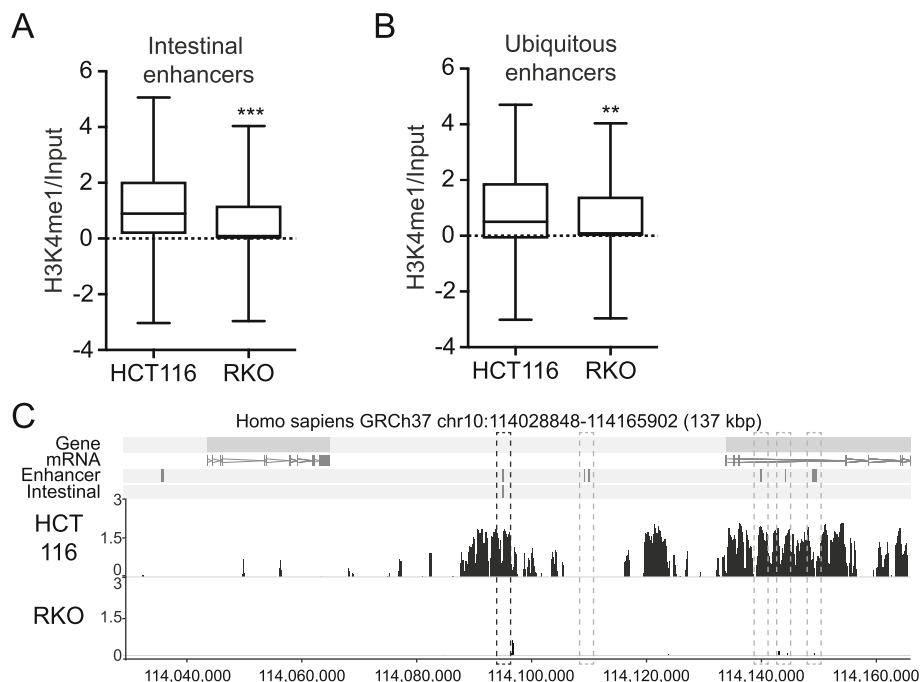 A
Intestinal
enhancers
6
4
2
0
-2
-4
H3K4me1/Input
***
HCT116
RKO
B
Ubiquitous
enhancers
6
4
2
0
-2
-4
H3K4me1/Input
**
HCT116
RKO
C
Homo sapiens GRCh37 chr10:114028848-114165902 (137 kbp)
Gene
mRNA
Enhancer
Intestinal
HCT
116
3
1.5
0
RKO
3
1.5
0
114,040,000 114,060,000 114,080,000 114,100,000 114,120,000 114,140,000 114,160,000